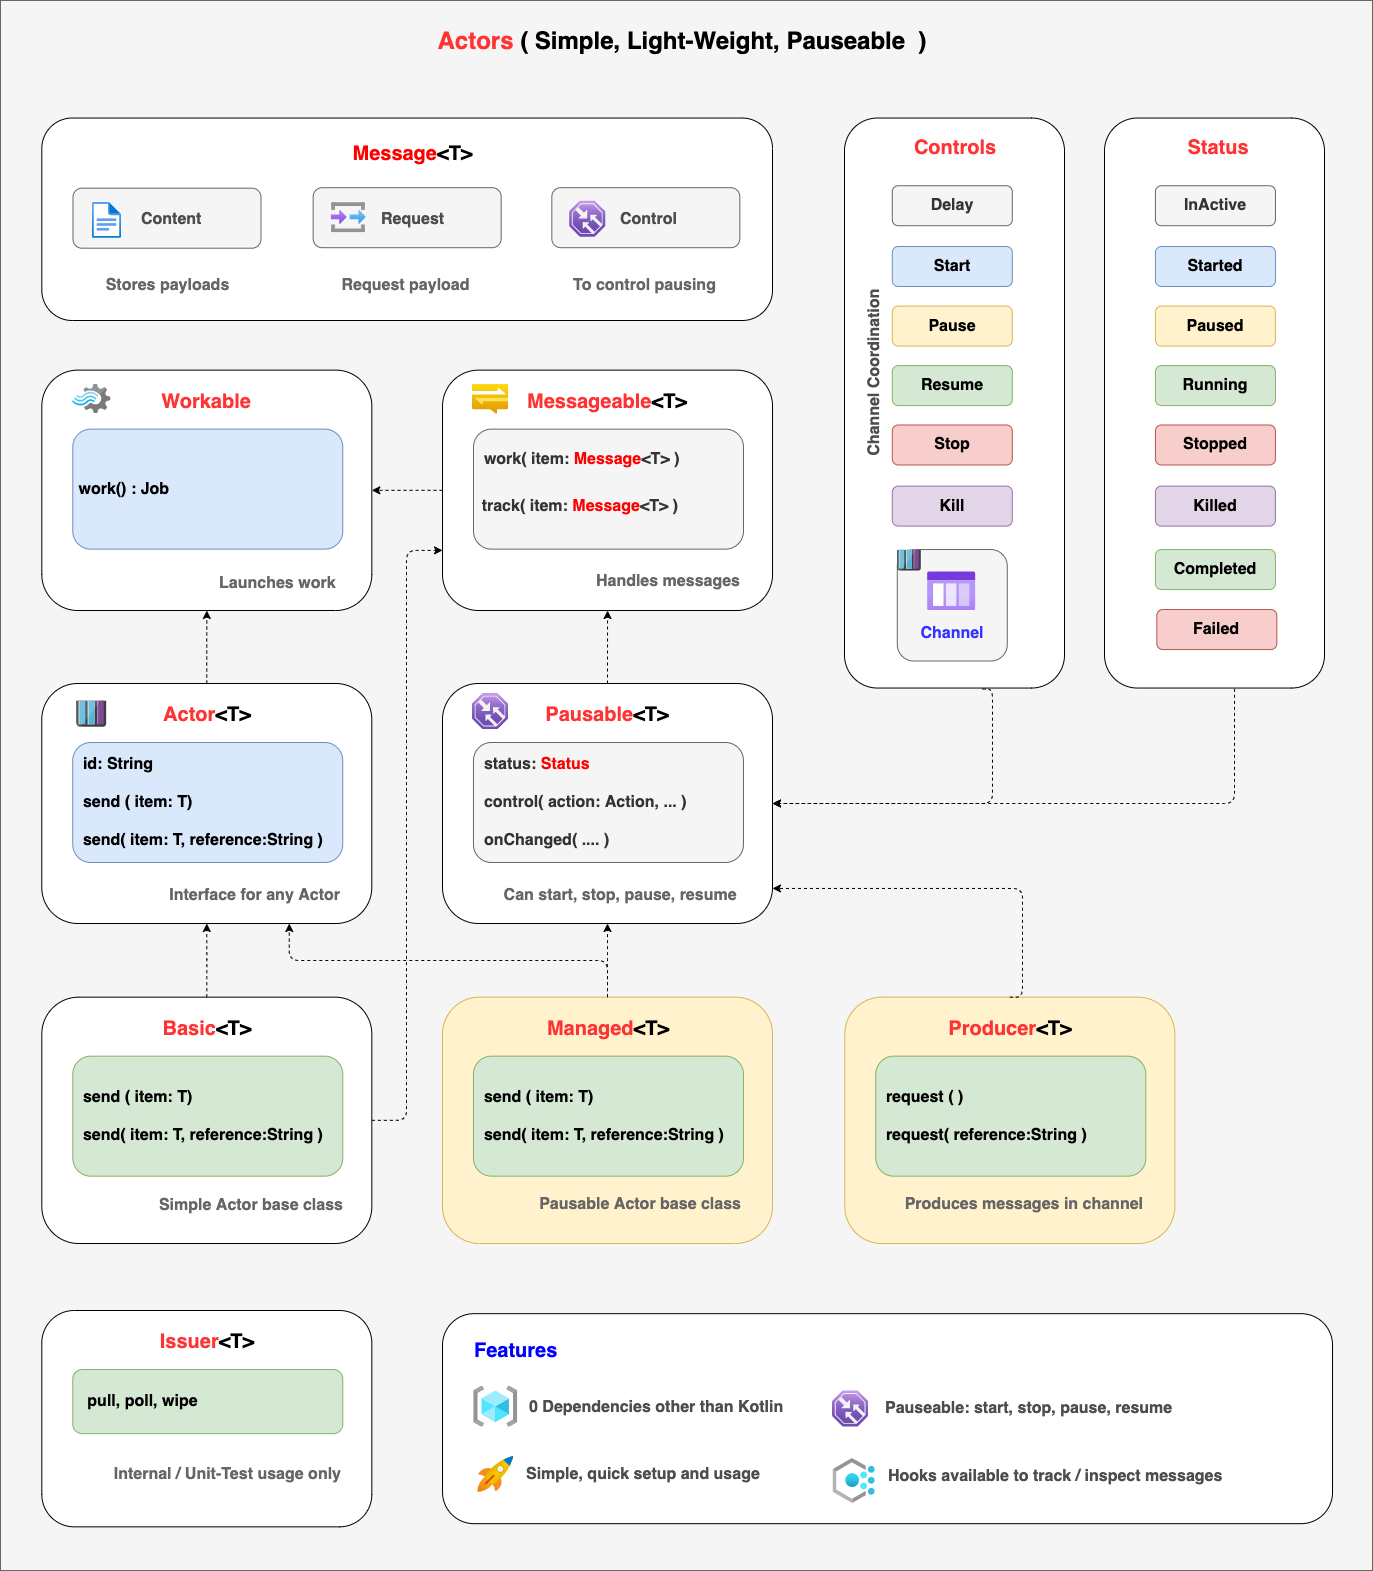 Actors ( Simple, Light-Weight, Pauseable )
Message<T>
Content
Request
Control
Stores payloads
Request payload
To control pausing
Controls
Delay
Start
Pause
Resume
Stop
Kill
Channel
Channel Coordination
Status
InActive
Started
Paused
Running
Stopped
Killed
Completed
Failed
Workable
work() : Job
Launches work
Messageable<T>
work( item: Message<T> )
track( item: Message<T> )
Handles messages
Actor<T>
id: String
send ( item: T)
send( item: T, reference:String )
Interface for any Actor
Pausable<T>
status: Status
control( action: Action, ... )
onChanged( .... )
Can start, stop, pause, resume
Basic<T>
send ( item: T)
send( item: T, reference:String )
Simple Actor base class
Managed<T>
send ( item: T)
send( item: T, reference:String )
Pausable Actor base class
Producer<T>
request ( )
request( reference:String )
Produces messages in channel
Issuer<T>
pull, poll, wipe
Internal / Unit-Test usage only
Features
0 Dependencies other than Kotlin
Pauseable: start, stop, pause, resume
Simple, quick setup and usage
Hooks available to track / inspect messages